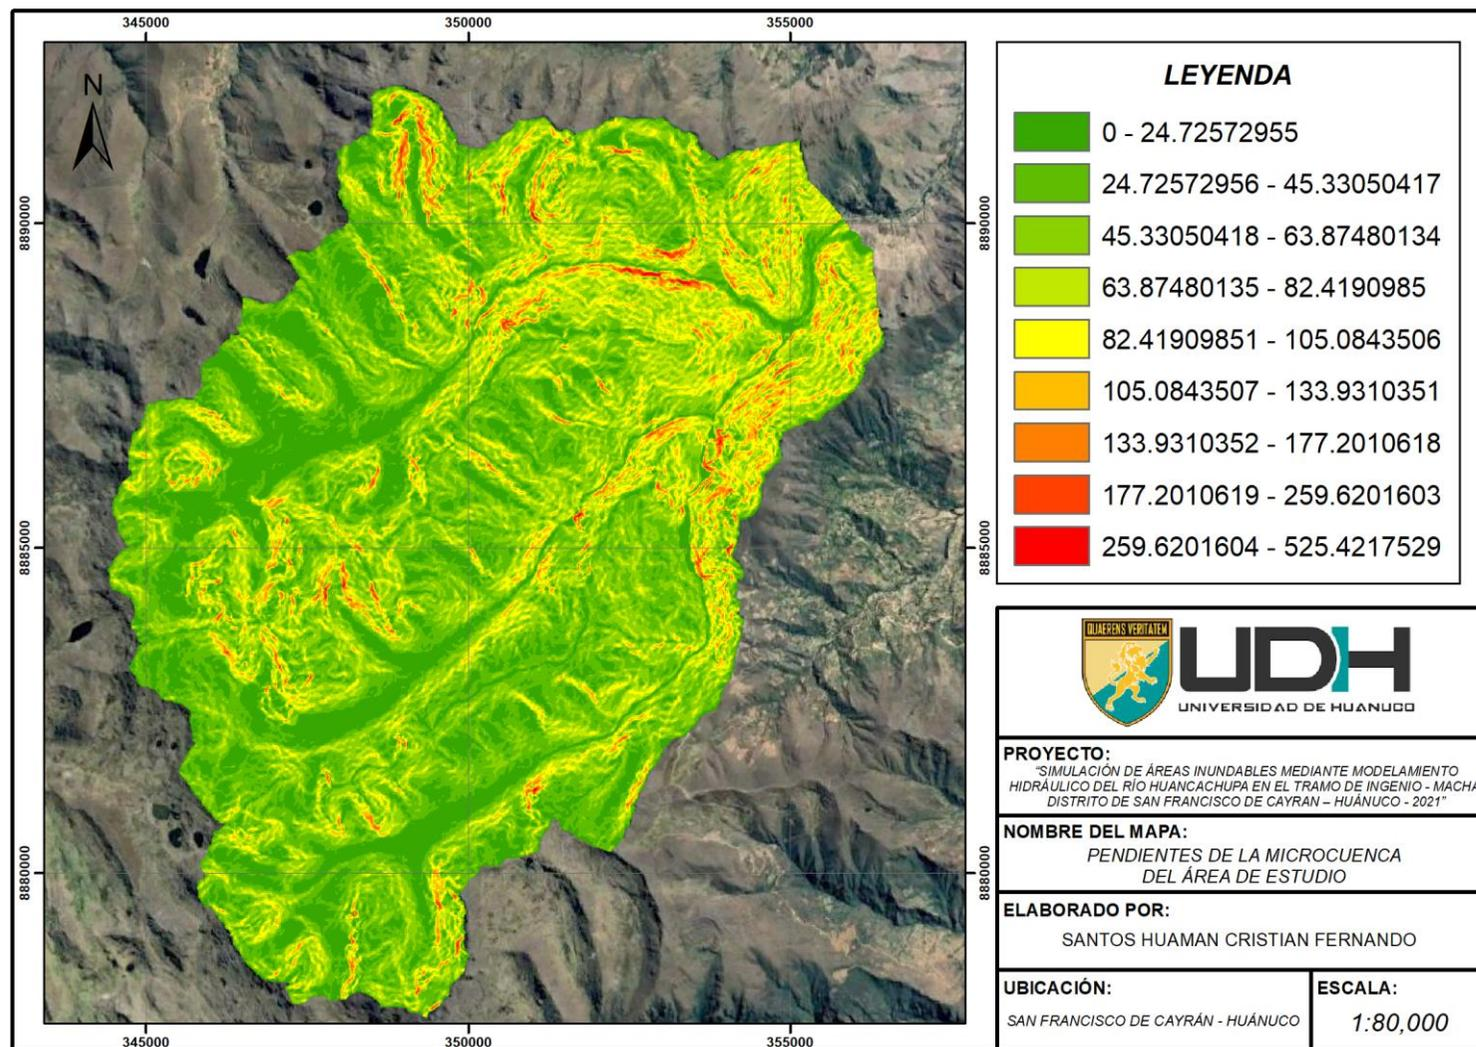 345000
350000
355000
N
8890000
8885000
8880000
8890000
8885000
8880000
345000
350000
355000
LEYENDA
0 - 24.72572955
24.72572956 - 45.33050417
45.33050418 - 63.87480134
63.87480135 - 82.4190985
82.41909851 - 105.0843506
105.0843507 - 133.9310351
133.9310352 - 177.2010618
177.2010619 - 259.6201603
259.6201604 - 525.4217529
QUAERENS VERITATEM
UDH
UNIVERSIDAD DE HUANUCO
PROYECTO:
"SIMULACIÓN DE ÁREAS INUNDABLES MEDIANTE MODELAMIENTO
HIDRÁULICO DEL RÍO HUANCACHUPA EN EL TRAMO DE INGENIO - MACHA
DISTRITO DE SAN FRANCISCO DE CAYRAN – HUÁNUCO - 2021"
NOMBRE DEL MAPA:
PENDIENTES DE LA MICROCUENCA
DEL ÁREA DE ESTUDIO
ELABORADO POR:
SANTOS HUAMAN CRISTIAN FERNANDO
UBICACIÓN:
SAN FRANCISCO DE CAYRÁN - HUÁNUCO
ESCALA:
1:80,000